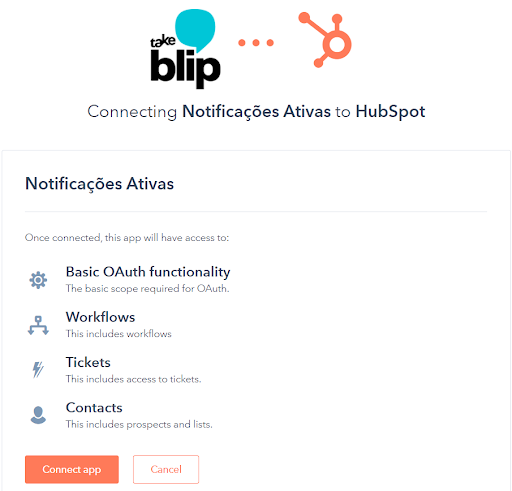 take
blip
Connecting Notificações Ativas to HubSpot
Notificações Ativas
Once connected, this app will have access to:
Basic OAuth functionality
The basic scope required for OAuth.
Workflows
This includes workflows
Tickets
This includes access to tickets.
Contacts
This includes prospects and lists.
Connect app
Cancel